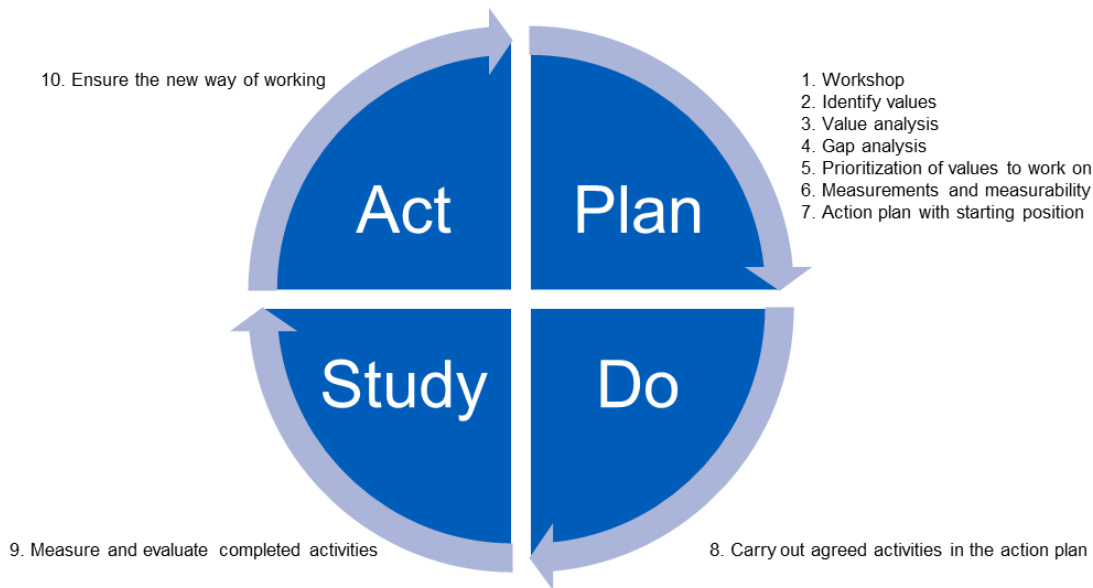 10. Ensure the new way of working
1. Workshop
2. Identify values
3. Value analysis
4. Gap analysis
5. Prioritization of values to work on
6. Measurements and measurability
7. Action plan with starting position
Act
Plan
Study
Do
9. Measure and evaluate completed activities
8. Carry out agreed activities in the action plan